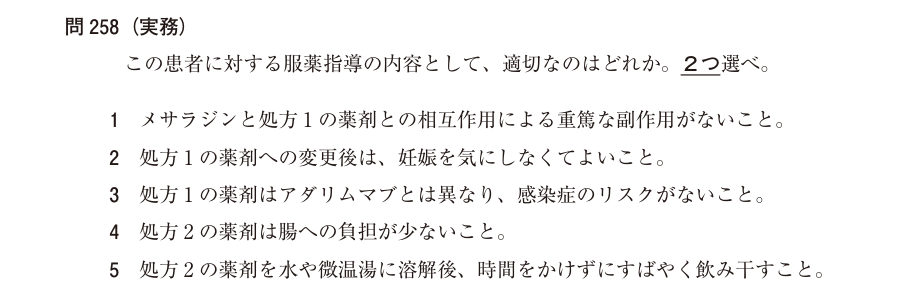 問 258（実務）
この患者に対する服薬指導の内容として、適切なのはどれか。２つ選べ。
1　メサラジンと処方１の薬剤との相互作用による重篤な副作用がないこと。
2　処方１の薬剤への変更後は、妊娠を気にしなくてよいこと。
3　処方１の薬剤はアダリムマブとは異なり、感染症のリスクがないこと。
4　処方２の薬剤は腸への負担が少ないこと。
5　処方２の薬剤を水や微温湯に溶解後、時間をかけずにすばやく飲み干すこと。